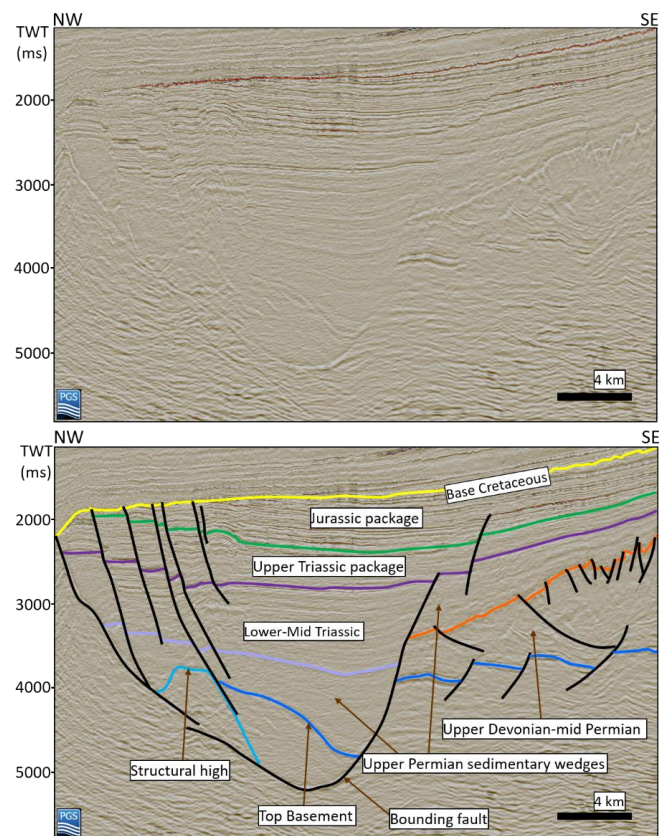 NW SE
TWT
(ms)
2000
3000
4000
5000
4 km
PGS
NW SE
TWT
(ms)
Base Cretaceous
2000
Jurassic package
Upper Triassic package
3000
Lower-Mid Triassic
4000
Upper Devonian-mid Permian
Upper Permian sedimentary wedges
Structural high
5000
Top Basement
Bounding fault
4 km
PGS